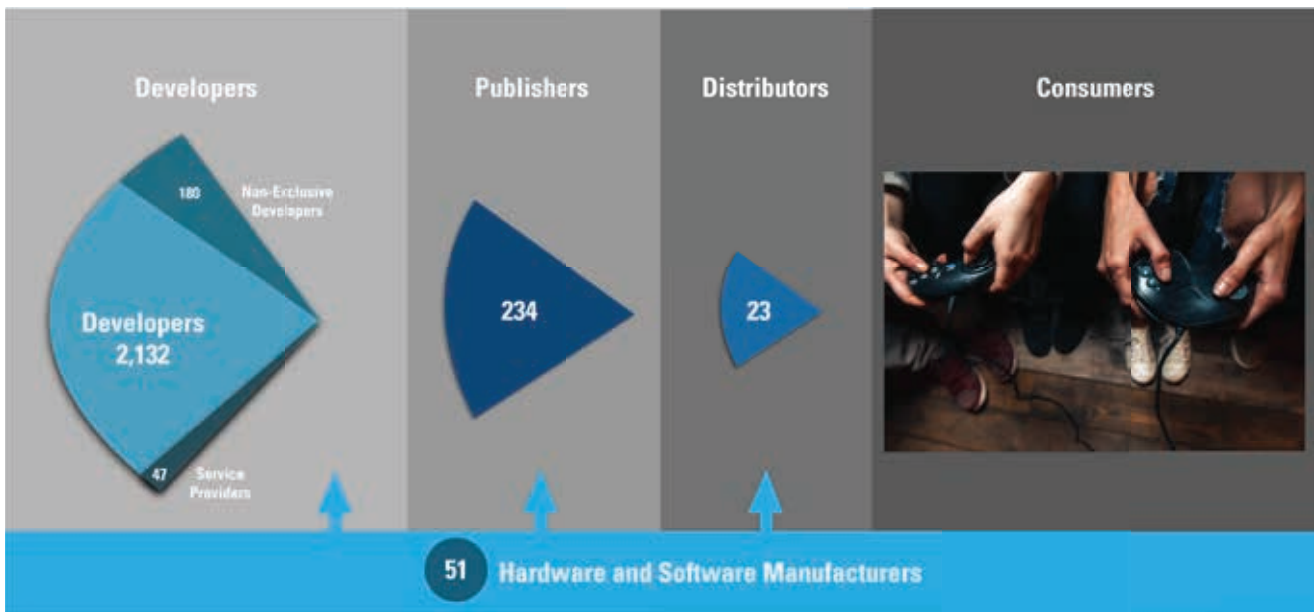 Developers
Publishers
Distributors
Consumers
180
Non-Exclusive
Developers
Developers
2,132
47
Service
Providers
234
23
51
Hardware and Software Manufacturers